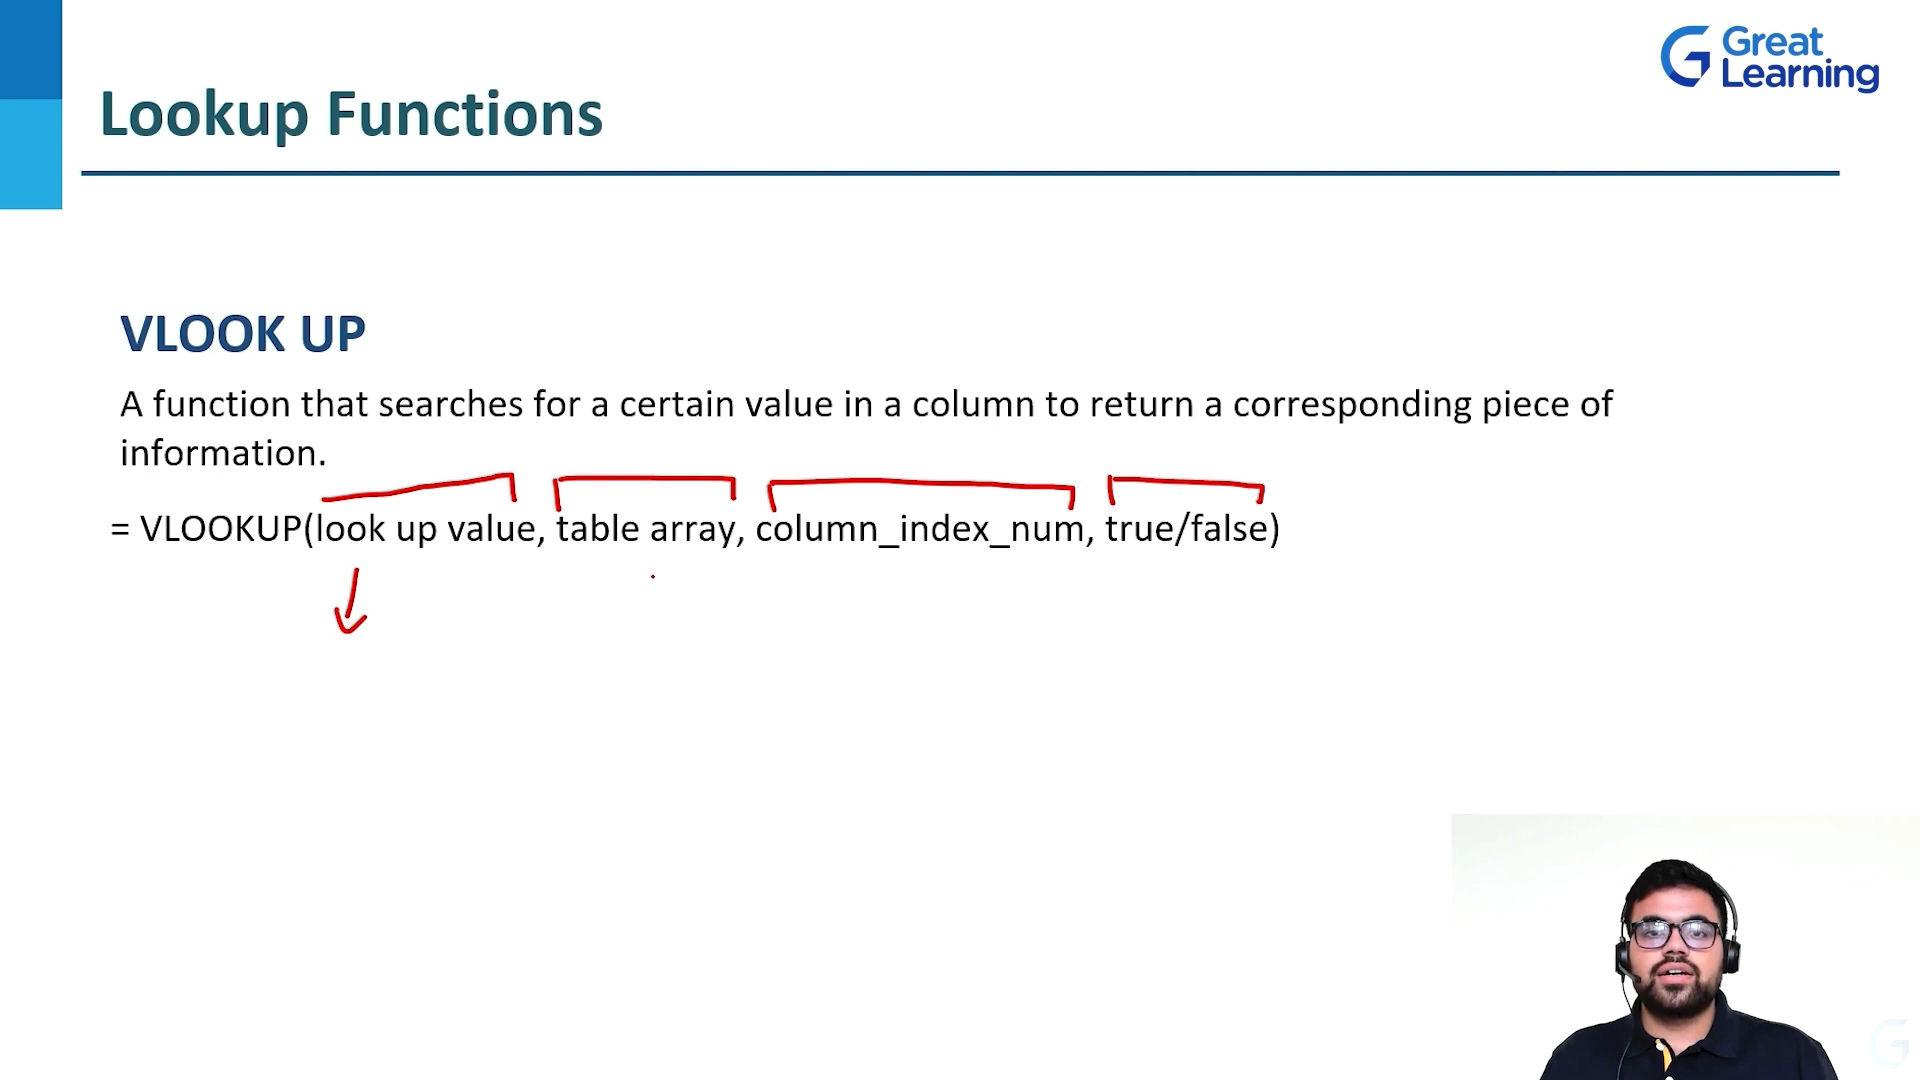 Great
Learning
Lookup Functions
VLOOK UP
A function that searches for a certain value in a column to return a corresponding piece of
information.
= VLOOKUP(look up value, table array, column_index_num, true/false)